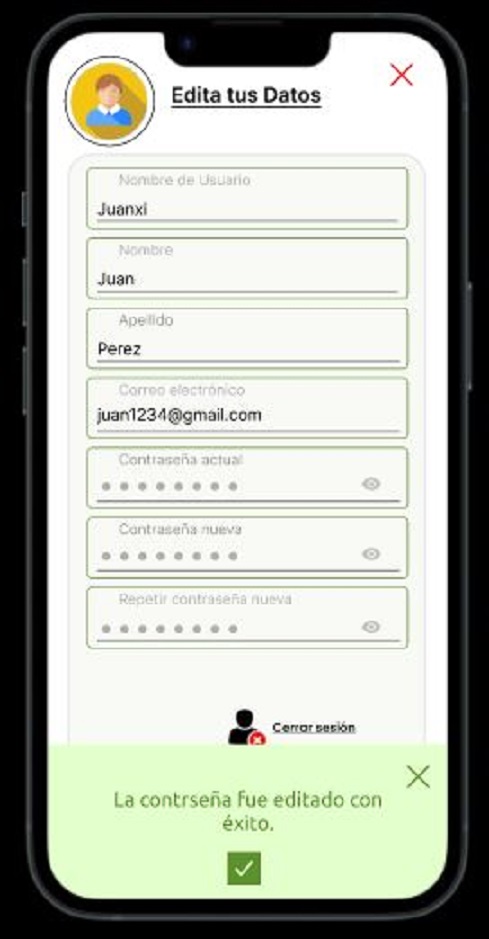 Edita tus Datos
Nombre de Usuario
Juanxi
Nombre
Juan
Apellido
Perez
Correo electrónico
juan1234@gmail.com
Contraseña actual
Contraseña nueva
Repetir contraseña nueva
Cerrar sesión
La contrseña fue editado con
éxito.